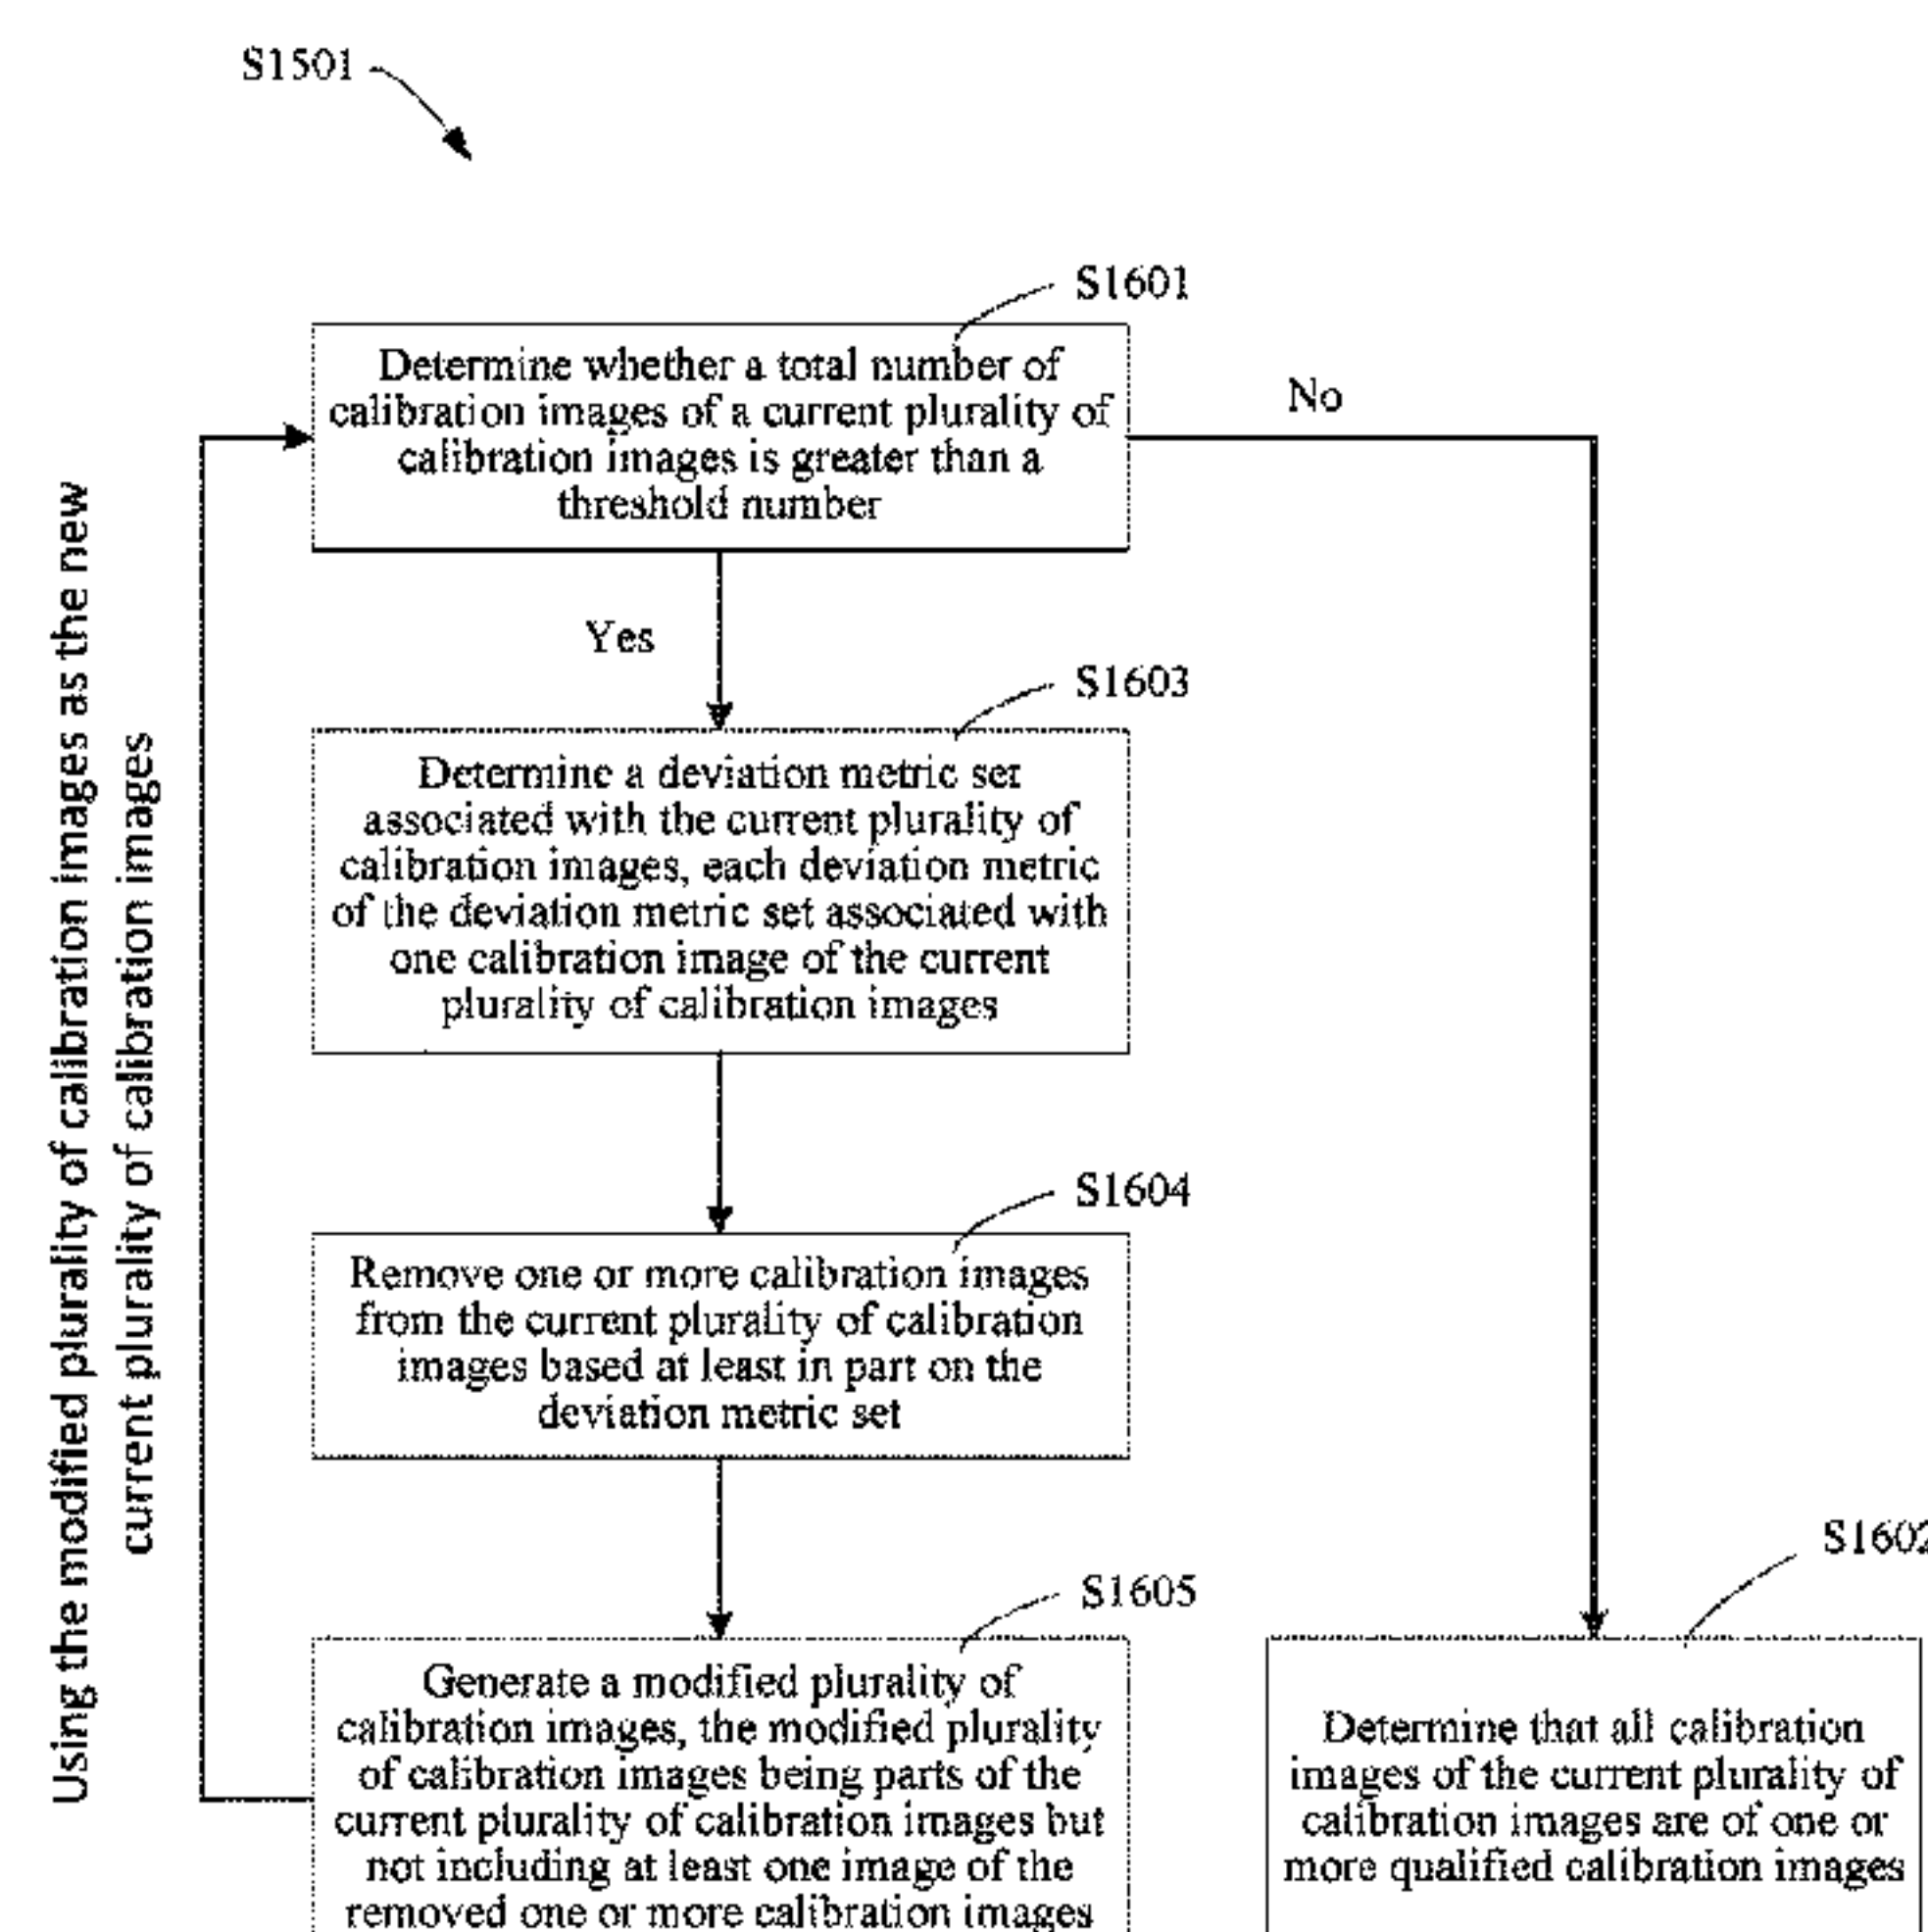 S1501
S1601
Determine whether a total number of
calibration images of a current plurality of
calibration images is greater than a
threshold number
No
Yes
S1603
Determine a deviation metric set
associated with the current plurality of
calibration images, each deviation metric
of the deviation metric set associated with
one calibration image of the current
plurality of calibration images
S1604
Remove one or more calibration images
from the current plurality of calibration
images based at least in part on the
deviation metric set
S1605
Generate a modified plurality of
calibration images, the modified plurality
of calibration images being parts of the
current plurality of calibration images but
not including at least one image of the
removed one or more calibration images
S1602
Determine that all calibration
images of the current plurality of
calibration images are of one or
more qualified calibration images
Using the modified plurality of calibration images as the new
current plurality of calibration images